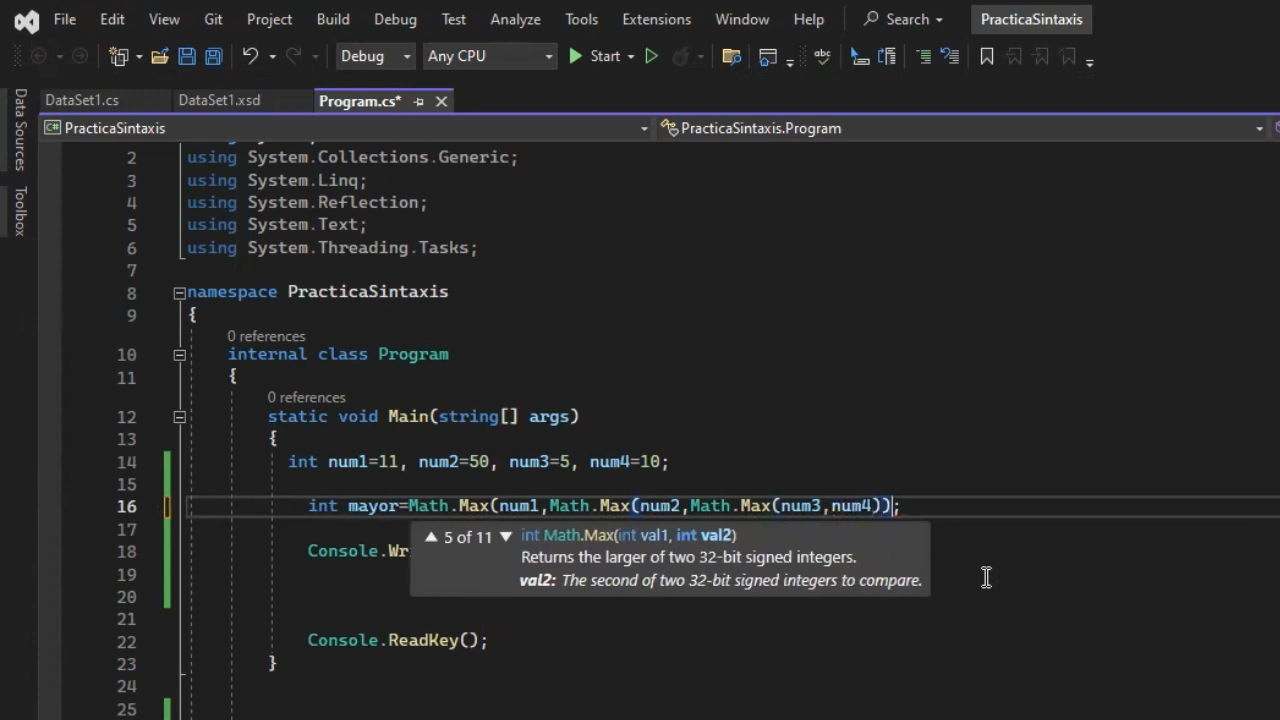 File Edit View Git Project Build Debug Test Analyze Tools Extensions Window Help Search PracticaSintaxis
Debug Any CPU Start abc
DataSet1.cs DataSet1.xsd Program.cs*
Data Sources
Toolbox
C# PracticaSintaxis PracticaSintaxis.Program
2 using System.Collections.Generic;
3 using System.Linq;
4 using System.Reflection;
5 using System.Text;
6 using System.Threading.Tasks;
7
8 namespace PracticaSintaxis
9 {
0 references
10 internal class Program
11 {
0 references
12 static void Main(string[] args)
13 {
14 int num1=11, num2=50, num3=5, num4=10;
15
16 int mayor=Math.Max(num1,Math.Max(num2,Math.Max(num3,num4));
17
▲ 5 of 11 ▼ int Math.Max(int val1, int val2)
Returns the larger of two 32-bit signed integers.
val2: The second of two 32-bit signed integers to compare.
18 Console.Wr
19
20
21
22 Console.ReadKey();
23 }
24
25